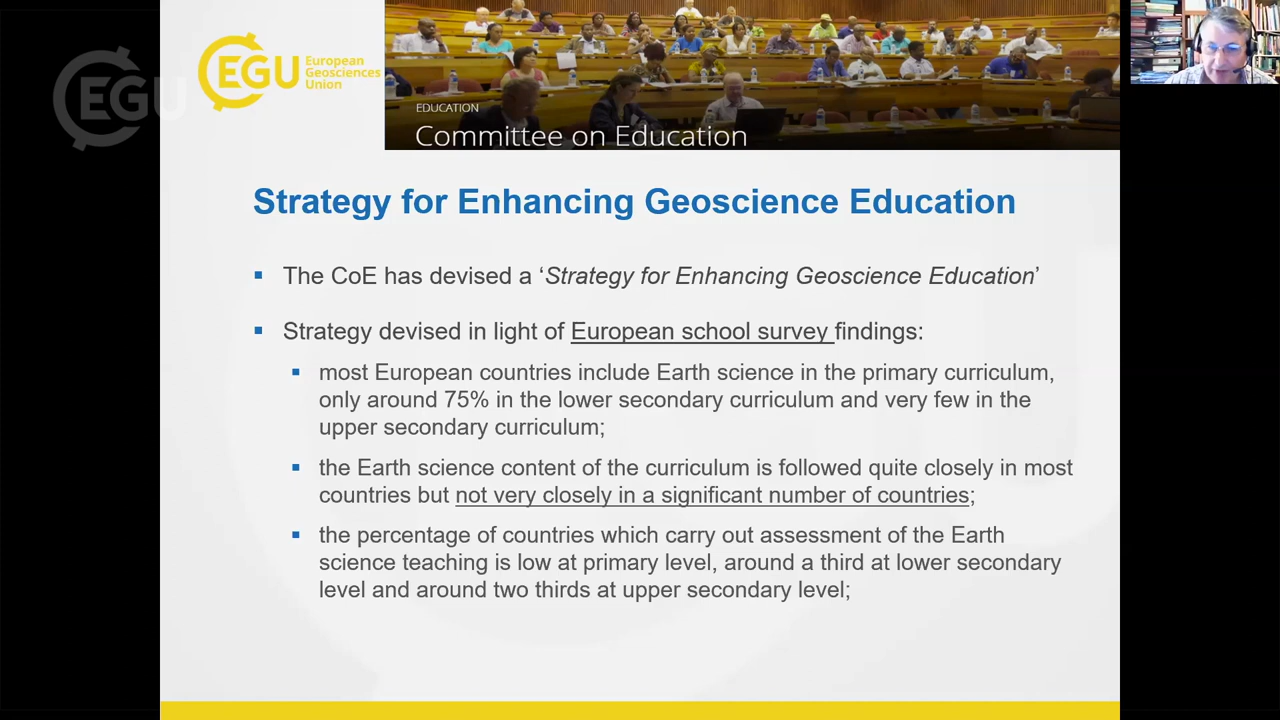 EGU
EGU
European
Geosciences
Union
EDUCATION
Committee on Education
Strategy for Enhancing Geoscience Education
The CoE has devised a ‘Strategy for Enhancing Geoscience Education’
Strategy devised in light of European school survey findings:
most European countries include Earth science in the primary curriculum,
only around 75% in the lower secondary curriculum and very few in the
upper secondary curriculum;
the Earth science content of the curriculum is followed quite closely in most
countries but not very closely in a significant number of countries;
the percentage of countries which carry out assessment of the Earth
science teaching is low at primary level, around a third at lower secondary
level and around two thirds at upper secondary level;